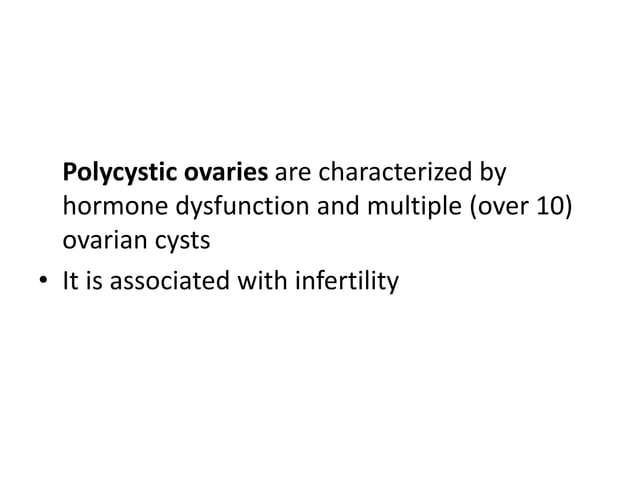 Polycystic ovaries are characterized by
hormone dysfunction and multiple (over 10)
ovarian cysts
• It is associated with infertility